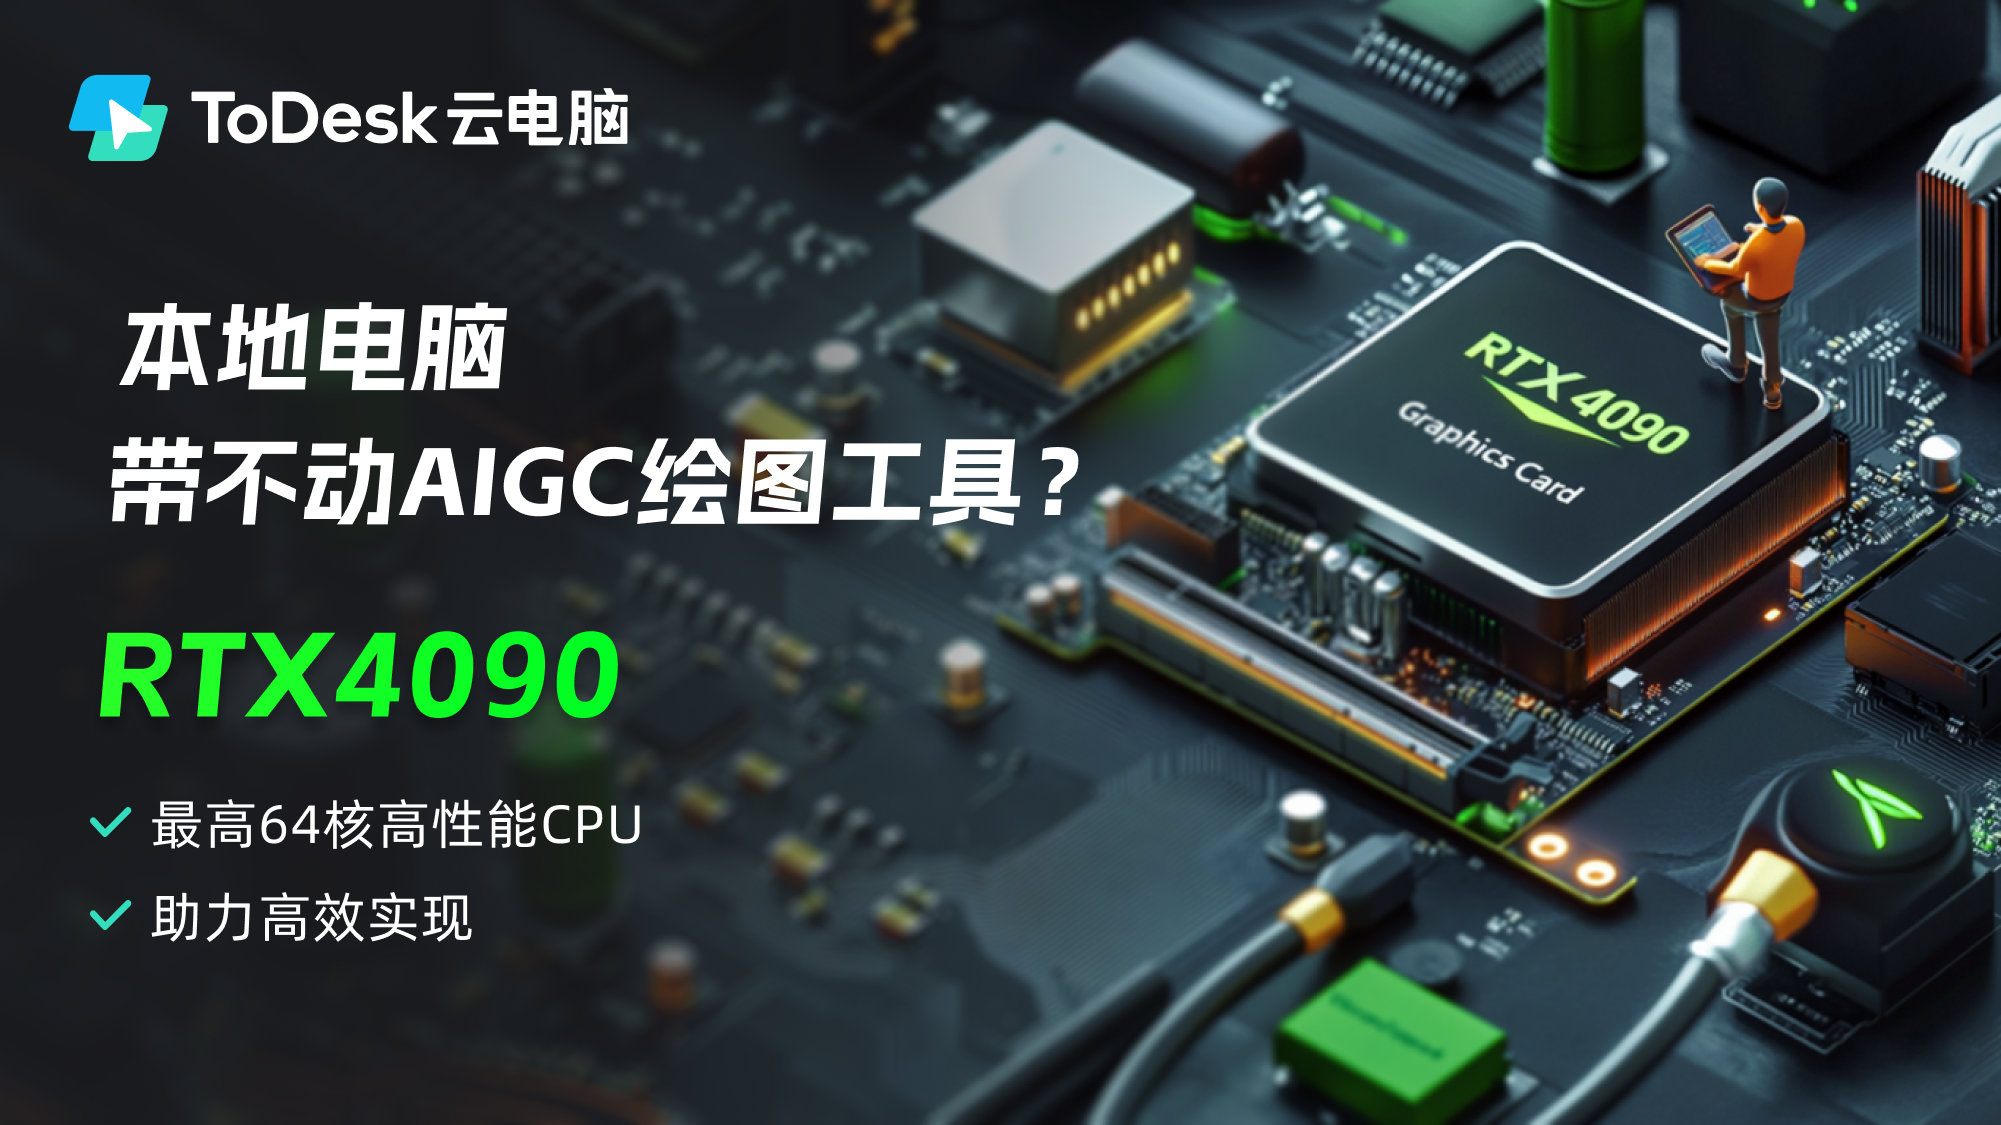 ToDesk云电脑
本地电脑
带不动AIGC绘图工具？
RTX4090
最高64核高性能CPU
助力高效实现
RTX 4090
Graphics Card